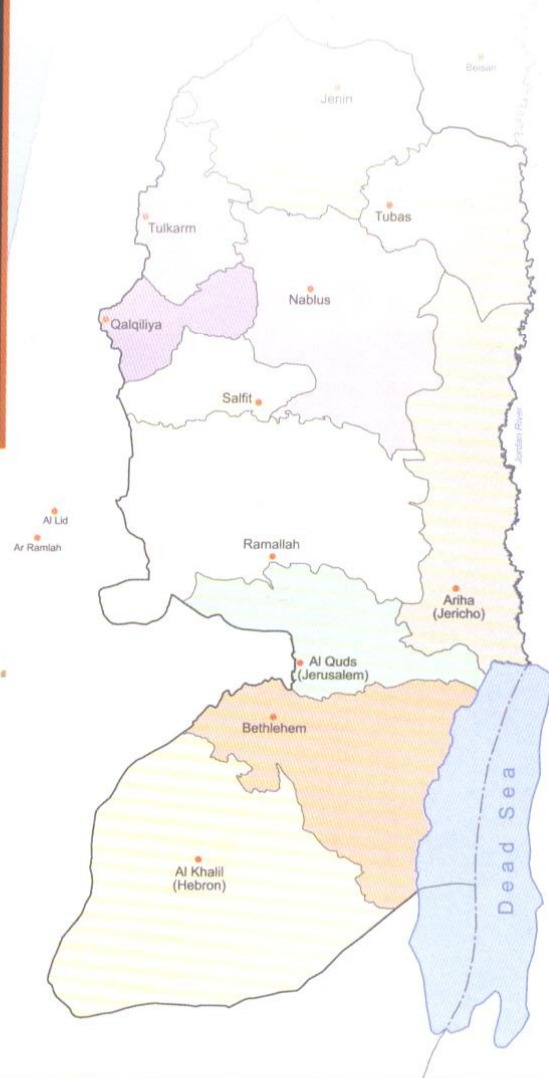 Beisan
Jenin
Tubas
Tulkarm
Nablus
Qalqiliya
Salfit
Jordan River
Al Lid
Ar Ramlah
Ramallah
Ariha
(Jericho)
Al Quds
(Jerusalem)
Bethlehem
Dead Sea
Al Khalil
(Hebron)